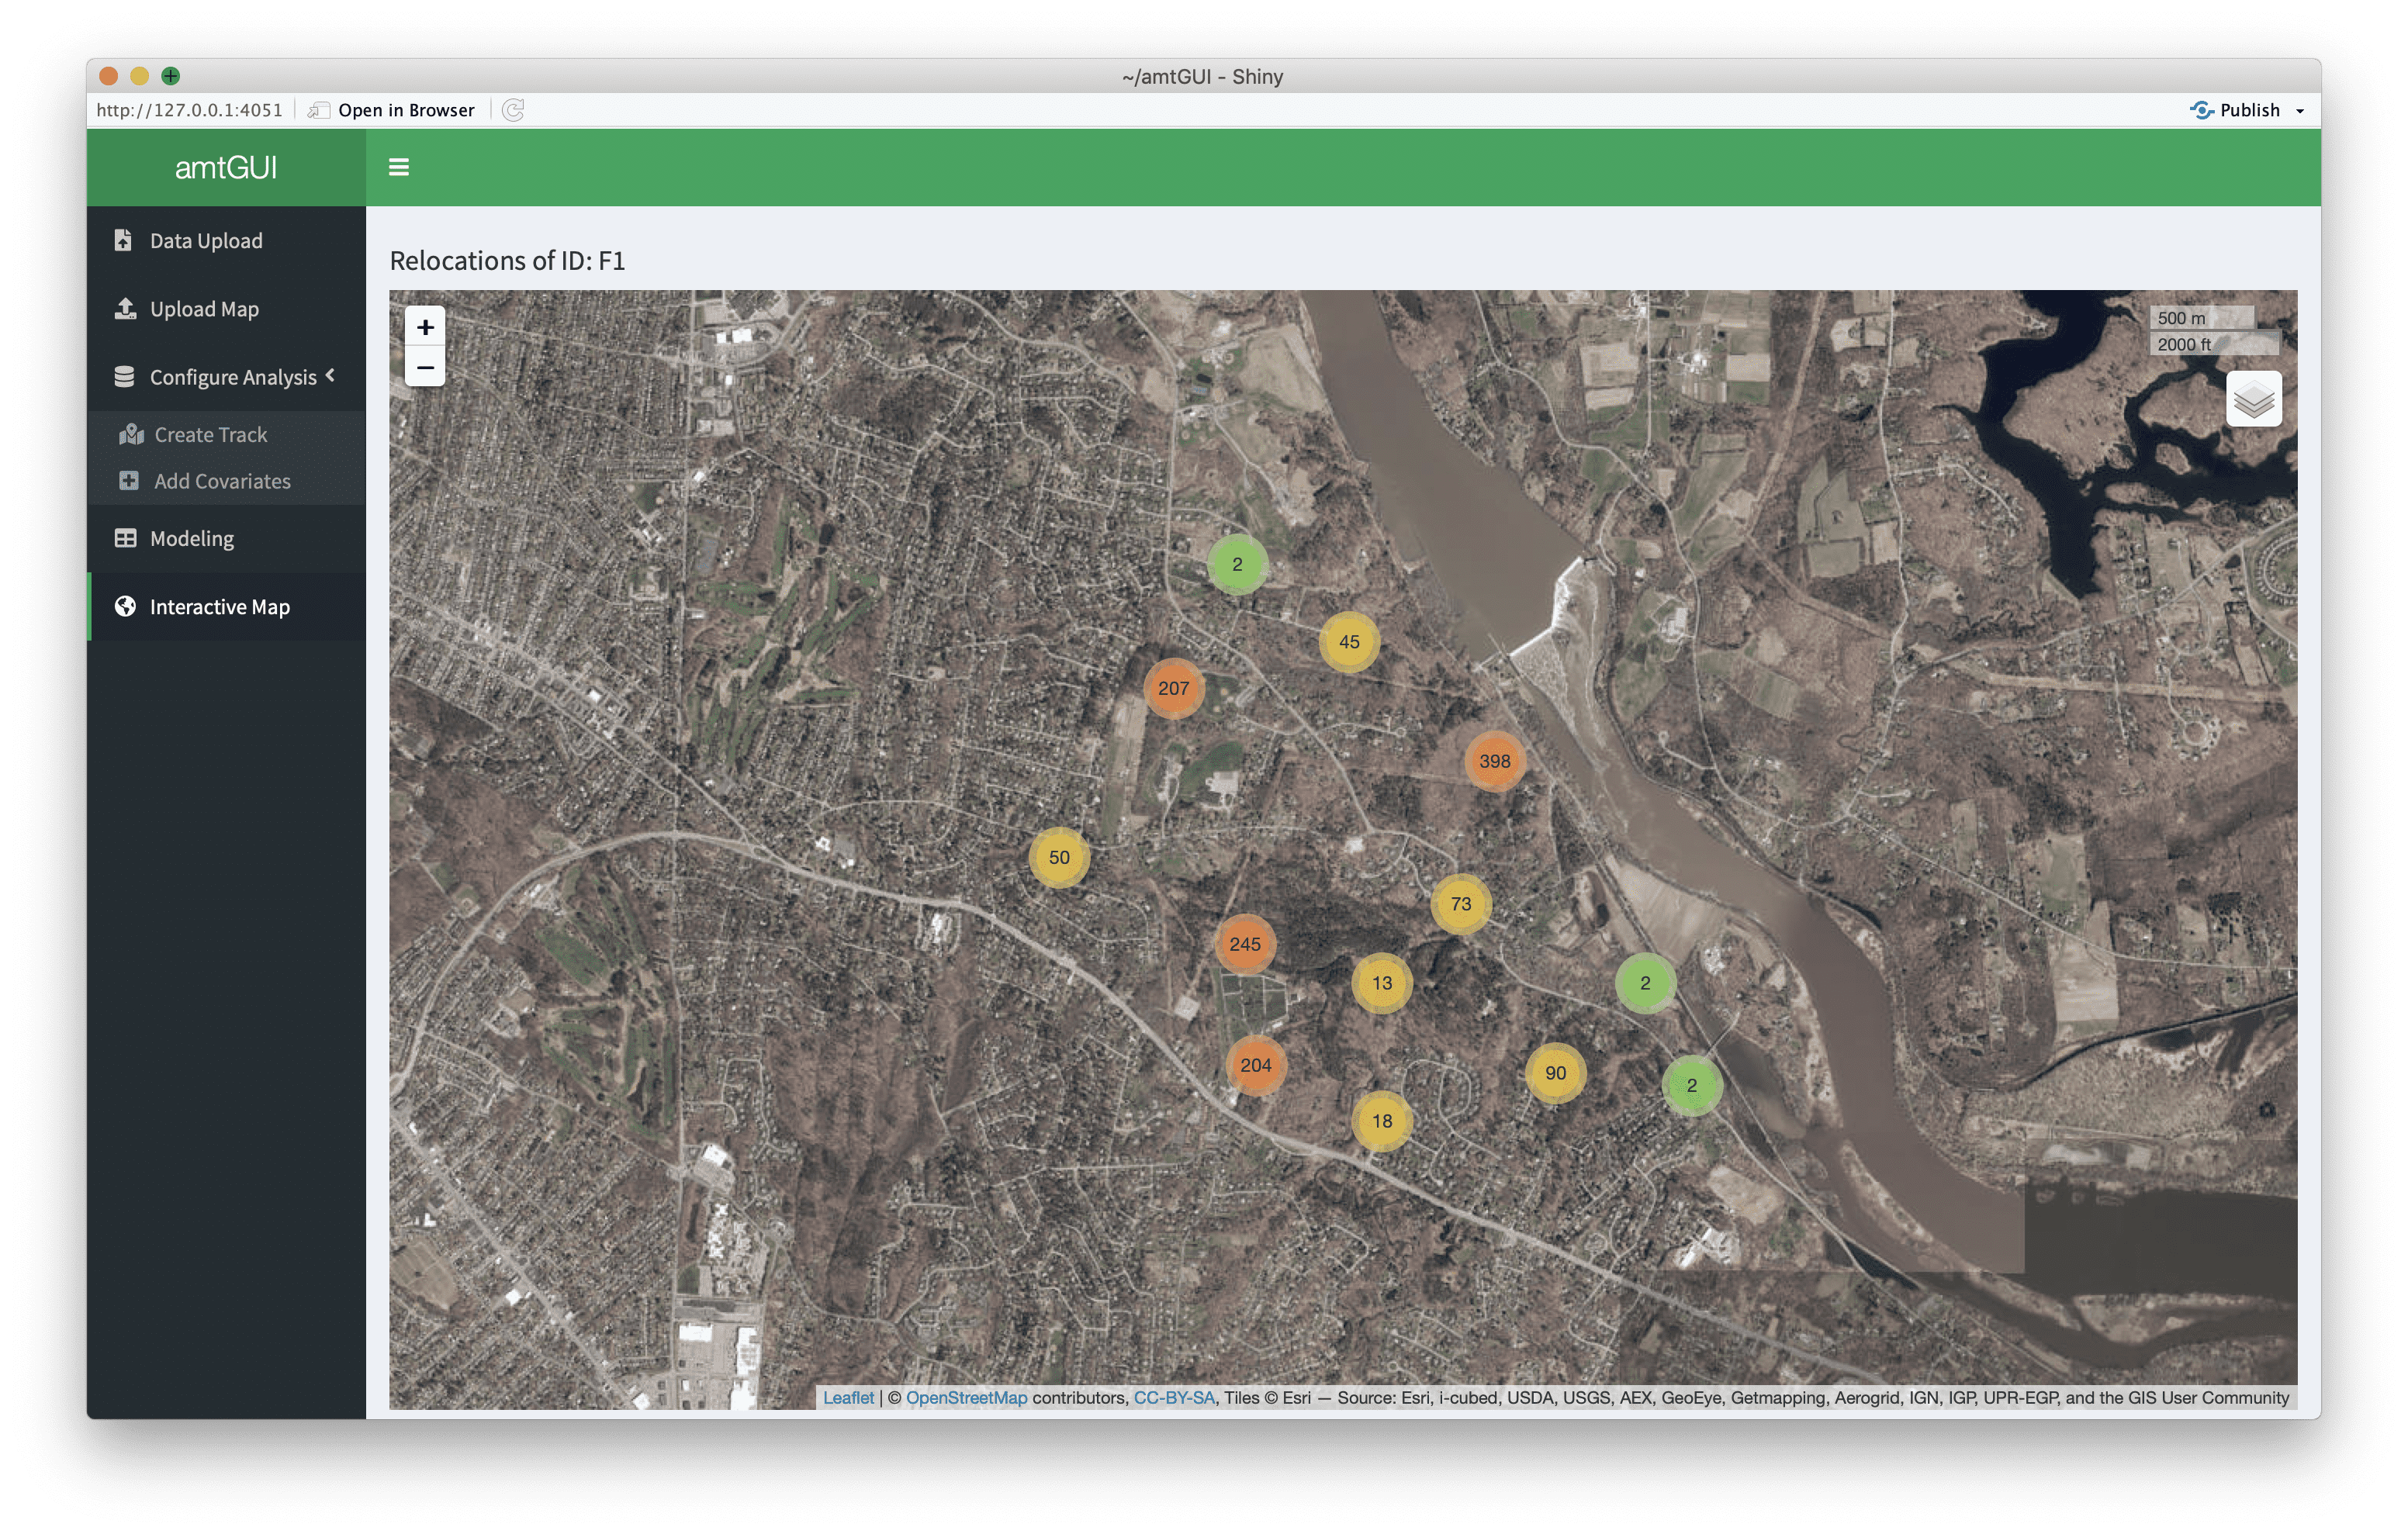 ~/amtGUI - Shiny
http://127.0.0.1:4051 Open in Browser Publish
amtGUI
Data Upload
Upload Map
Configure Analysis
Create Track
Add Covariates
Modeling
Interactive Map
Relocations of ID: F1
+
−
500 m
2000 ft
2
45
207
398
50
73
245
13
2
204
90
2
18
Leaflet | © OpenStreetMap contributors, CC-BY-SA, Tiles © Esri — Source: Esri, i-cubed, USDA, USGS, AEX, GeoEye, Getmapping, Aerogrid, IGN, IGP, UPR-EGP, and the GIS User Community